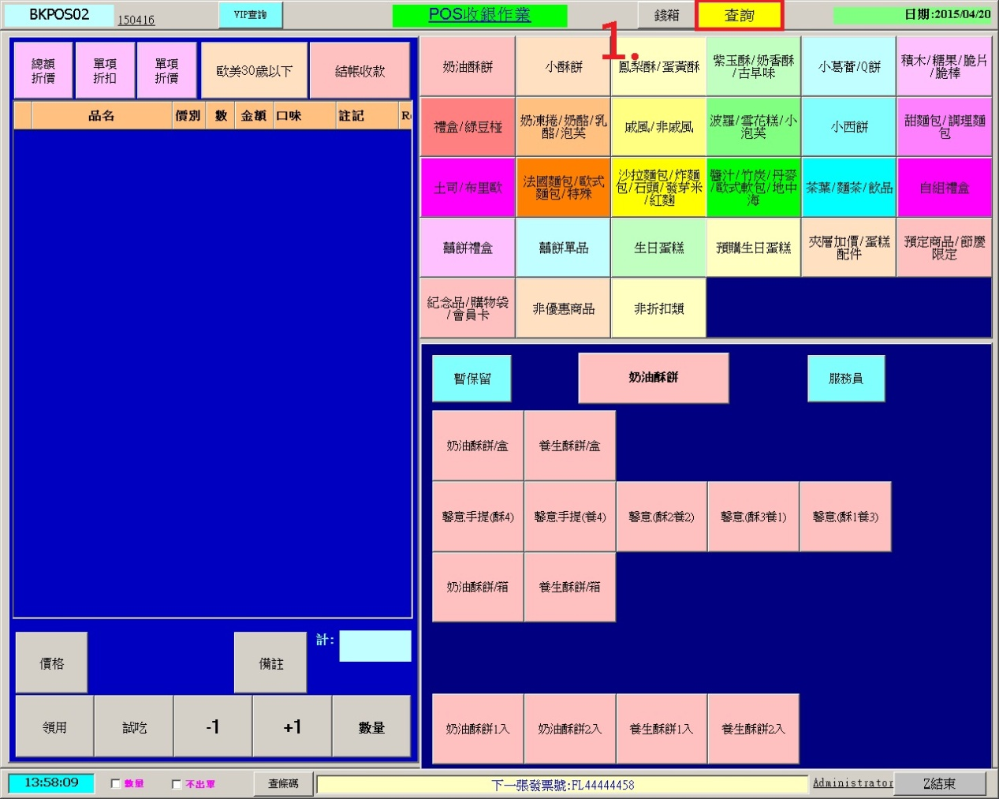 BKPOS02
150416
VIP查詢
POS收銀作業
錢箱
查詢
日期:2015/04/20
1.
總額
折價
單項
折扣
單項
折價
歐美30歲以下
結帳收款
品名
價別
數
金額
口味
註記
奶油酥餅
小酥餅
鳳梨酥/蛋黃酥
紫玉酥/奶香酥
/古早味
小葛蕾/Q餅
積木/糖果/脆片
/脆棒
禮盒/綠豆椪
奶凍捲/奶酪/乳
酪/泡芙
戚風/非戚風
波羅/雪花糕/小
泡芙
小西餅
甜麵包/調理麵
包
土司/布里歐
法國麵包/歐式
麵包/特殊
沙拉麵包/炸麵
包/石頭/發芽米
/紅麴
醬汁/竹炭/丹麥
/歐式軟包/地中
海
茶葉/麵茶/飲品
自組禮盒
囍餅禮盒
囍餅單品
生日蛋糕
預購生日蛋糕
夾層加價/蛋糕
配件
預定商品/節慶
限定
紀念品/購物袋
/會員卡
非優惠商品
非折扣類
暫保留
奶油酥餅
服務員
奶油酥餅/盒
養生酥餅/盒
馨意手提(酥4)
馨意手提(養4)
馨意(酥2養2)
馨意(酥3養1)
馨意(酥1養3)
奶油酥餅/箱
養生酥餅/箱
奶油酥餅1入
奶油酥餅2入
養生酥餅1入
養生酥餅2入
價格
備註
計:
領用
試吃
-1
+1
數量
13:58:09
數量
不出單
查條碼
下一張發票號:FL44444458
Administrator
Z結束